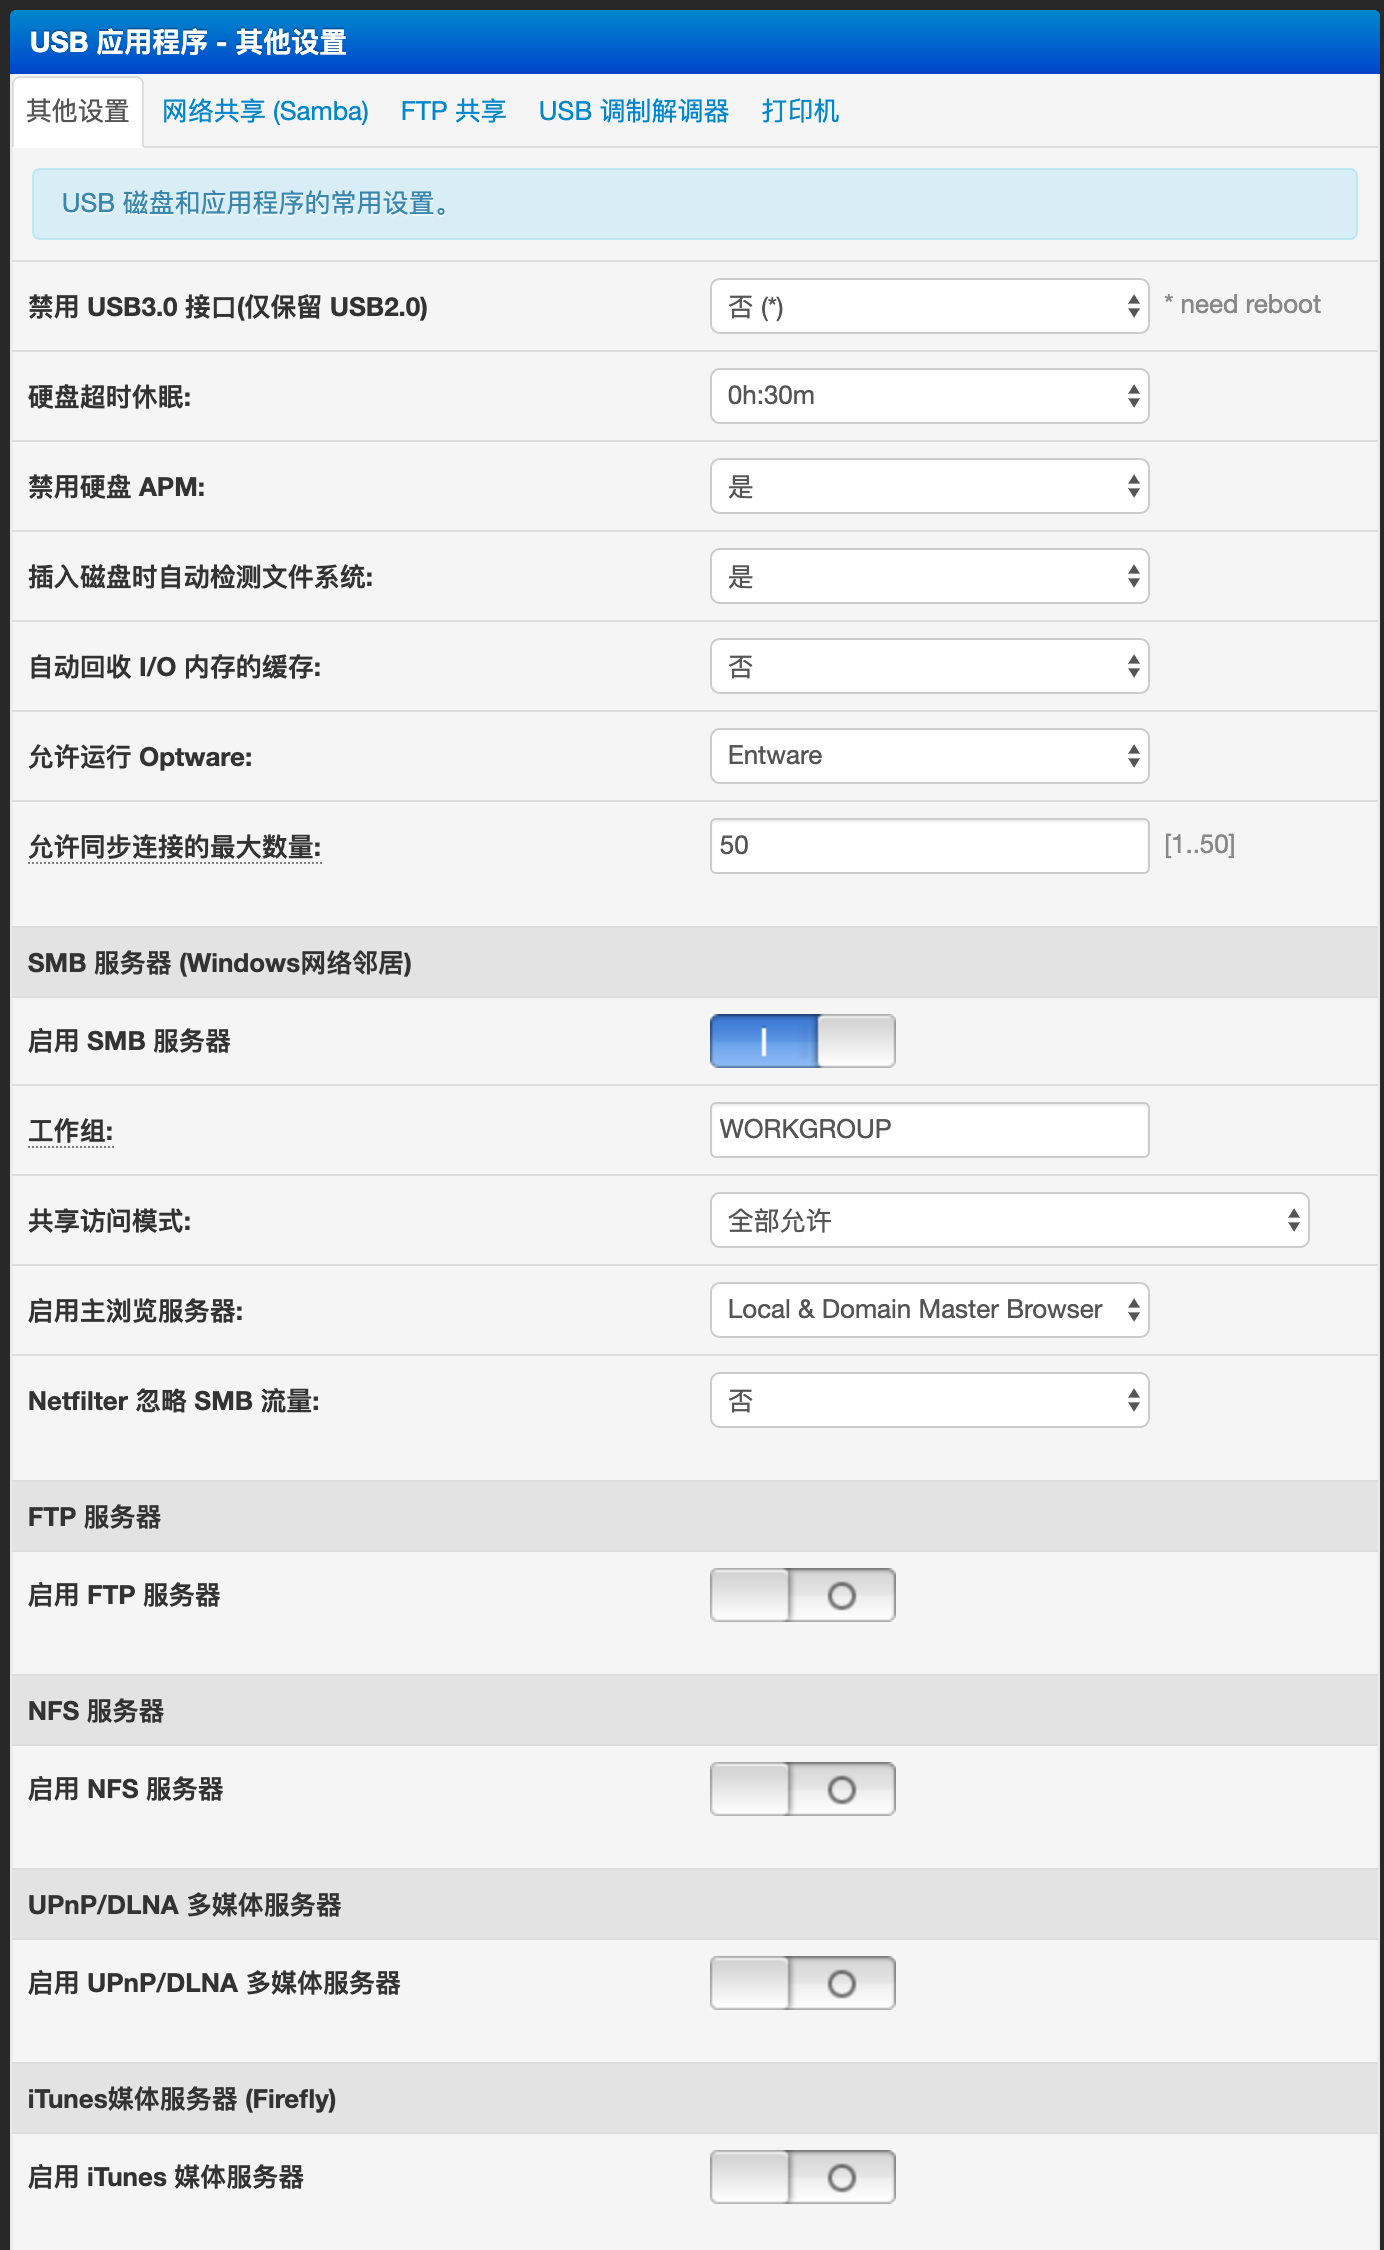 USB 应用程序 - 其他设置
其他设置 网络共享 (Samba) FTP 共享 USB 调制解调器 打印机
USB 磁盘和应用程序的常用设置。
禁用 USB3.0 接口(仅保留 USB2.0) 否 (*) * need reboot
硬盘超时休眠: 0h:30m
禁用硬盘 APM: 是
插入磁盘时自动检测文件系统: 是
自动回收 I/O 内存的缓存: 否
允许运行 Optware: Entware
允许同步连接的最大数量: 50 [1..50]
SMB 服务器 (Windows网络邻居)
启用 SMB 服务器
工作组: WORKGROUP
共享访问模式: 全部允许
启用主浏览服务器: Local & Domain Master Browser
Netfilter 忽略 SMB 流量: 否
FTP 服务器
启用 FTP 服务器
NFS 服务器
启用 NFS 服务器
UPnP/DLNA 多媒体服务器
启用 UPnP/DLNA 多媒体服务器
iTunes媒体服务器 (Firefly)
启用 iTunes 媒体服务器